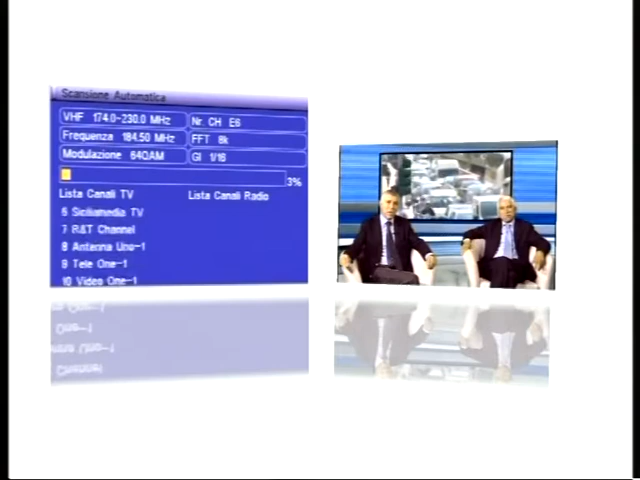 Scansione Automatica
VHF 174.0~230.0 MHz
Nr. CH E6
Frequenza 184.50 MHz
FFT 8k
Modulazione 64QAM
GI 1/16
3%
Lista Canali TV
Lista Canali Radio
6 Siciliamedia TV
7 R&T Channel
8 Antenna Uno-1
9 Tele One-1
10 Video One-1